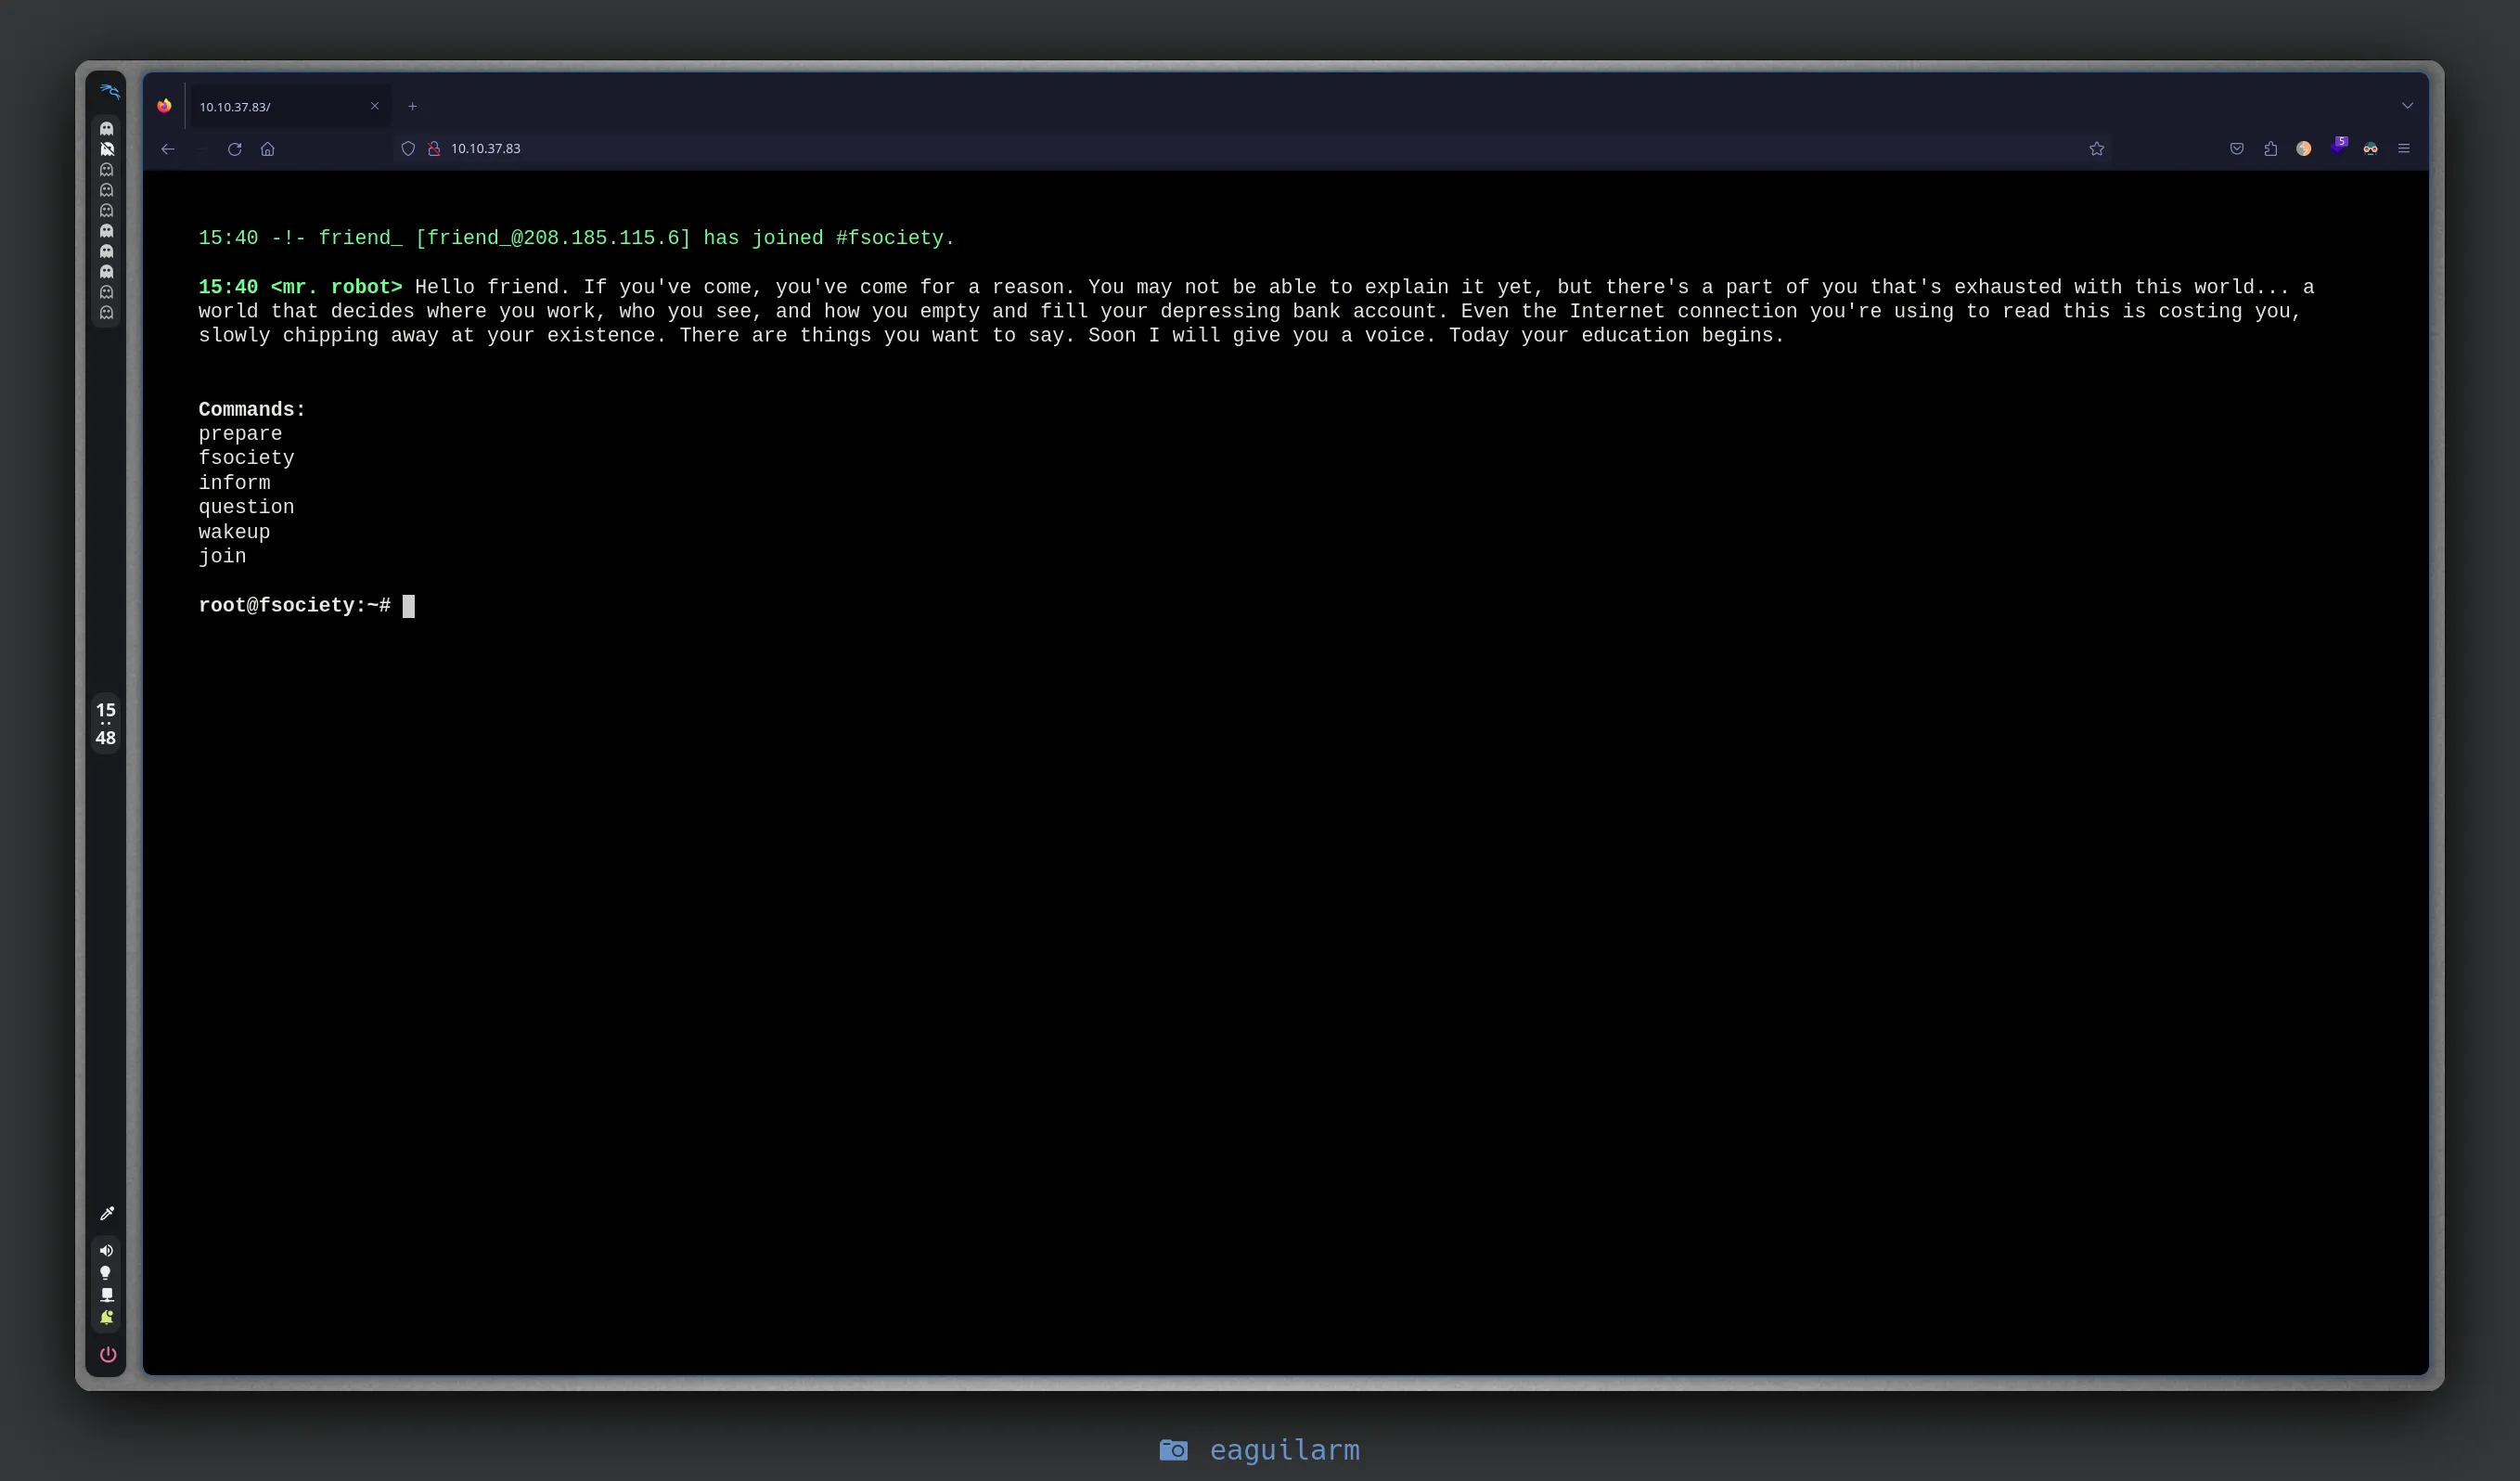 10.10.37.83/
10.10.37.83
5
15:40 -!- friend_ [friend_@208.185.115.6] has joined #fsociety.
15:40 <mr. robot> Hello friend. If you've come, you've come for a reason. You may not be able to explain it yet, but there's a part of you that's exhausted with this world... a
world that decides where you work, who you see, and how you empty and fill your depressing bank account. Even the Internet connection you're using to read this is costing you,
slowly chipping away at your existence. There are things you want to say. Soon I will give you a voice. Today your education begins.
Commands:
prepare
fsociety
inform
question
wakeup
join
root@fsociety:~#
15
48
eaguilarm